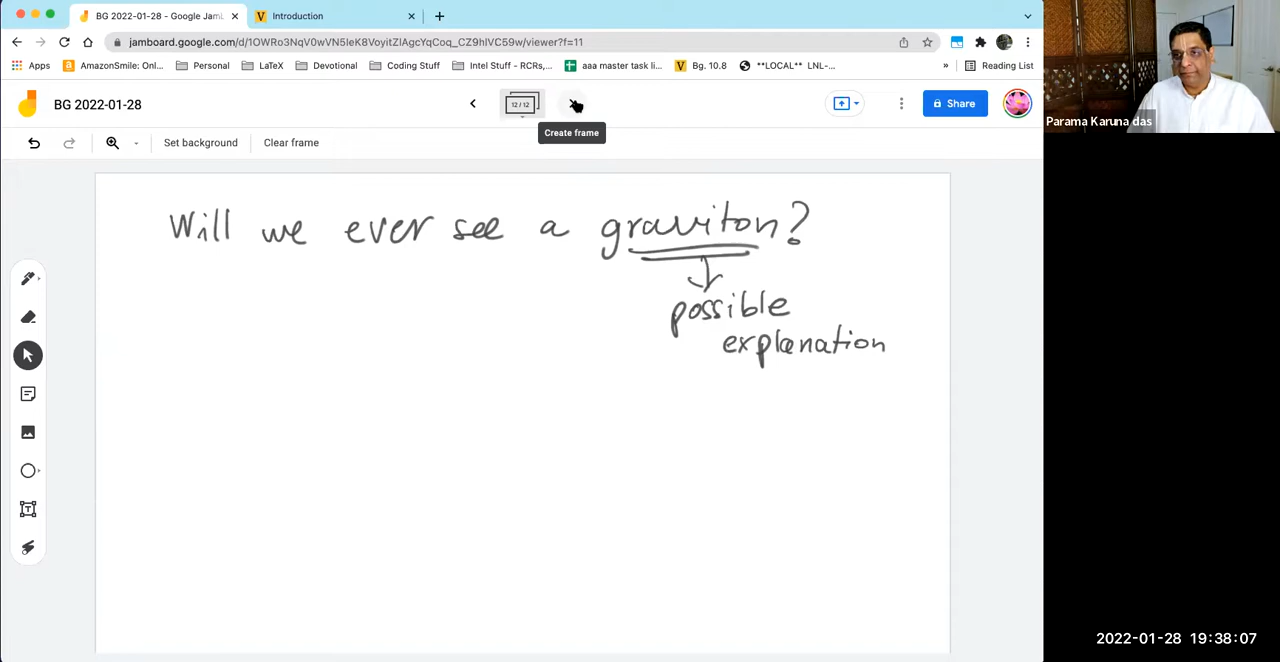 BG 2022-01-28 - Google Jam
Introduction
jamboard.google.com/d/1OWRo3NqV0wVN5leK8VoyitZlAgcYqCoq_CZ9hlVC59w/viewer?f=11
Apps
AmazonSmile: Onl...
Personal
LaTeX
Devotional
Coding Stuff
Intel Stuff - RCRs,...
aaa master task li...
Bg. 10.8
**LOCAL** LNL-...
»
Reading List
BG 2022-01-28
12 / 12
Share
Create frame
Set background
Clear frame
Parama Karuna das
Will we ever see a graviton?
possible
explanation
2022-01-28 19:38:07